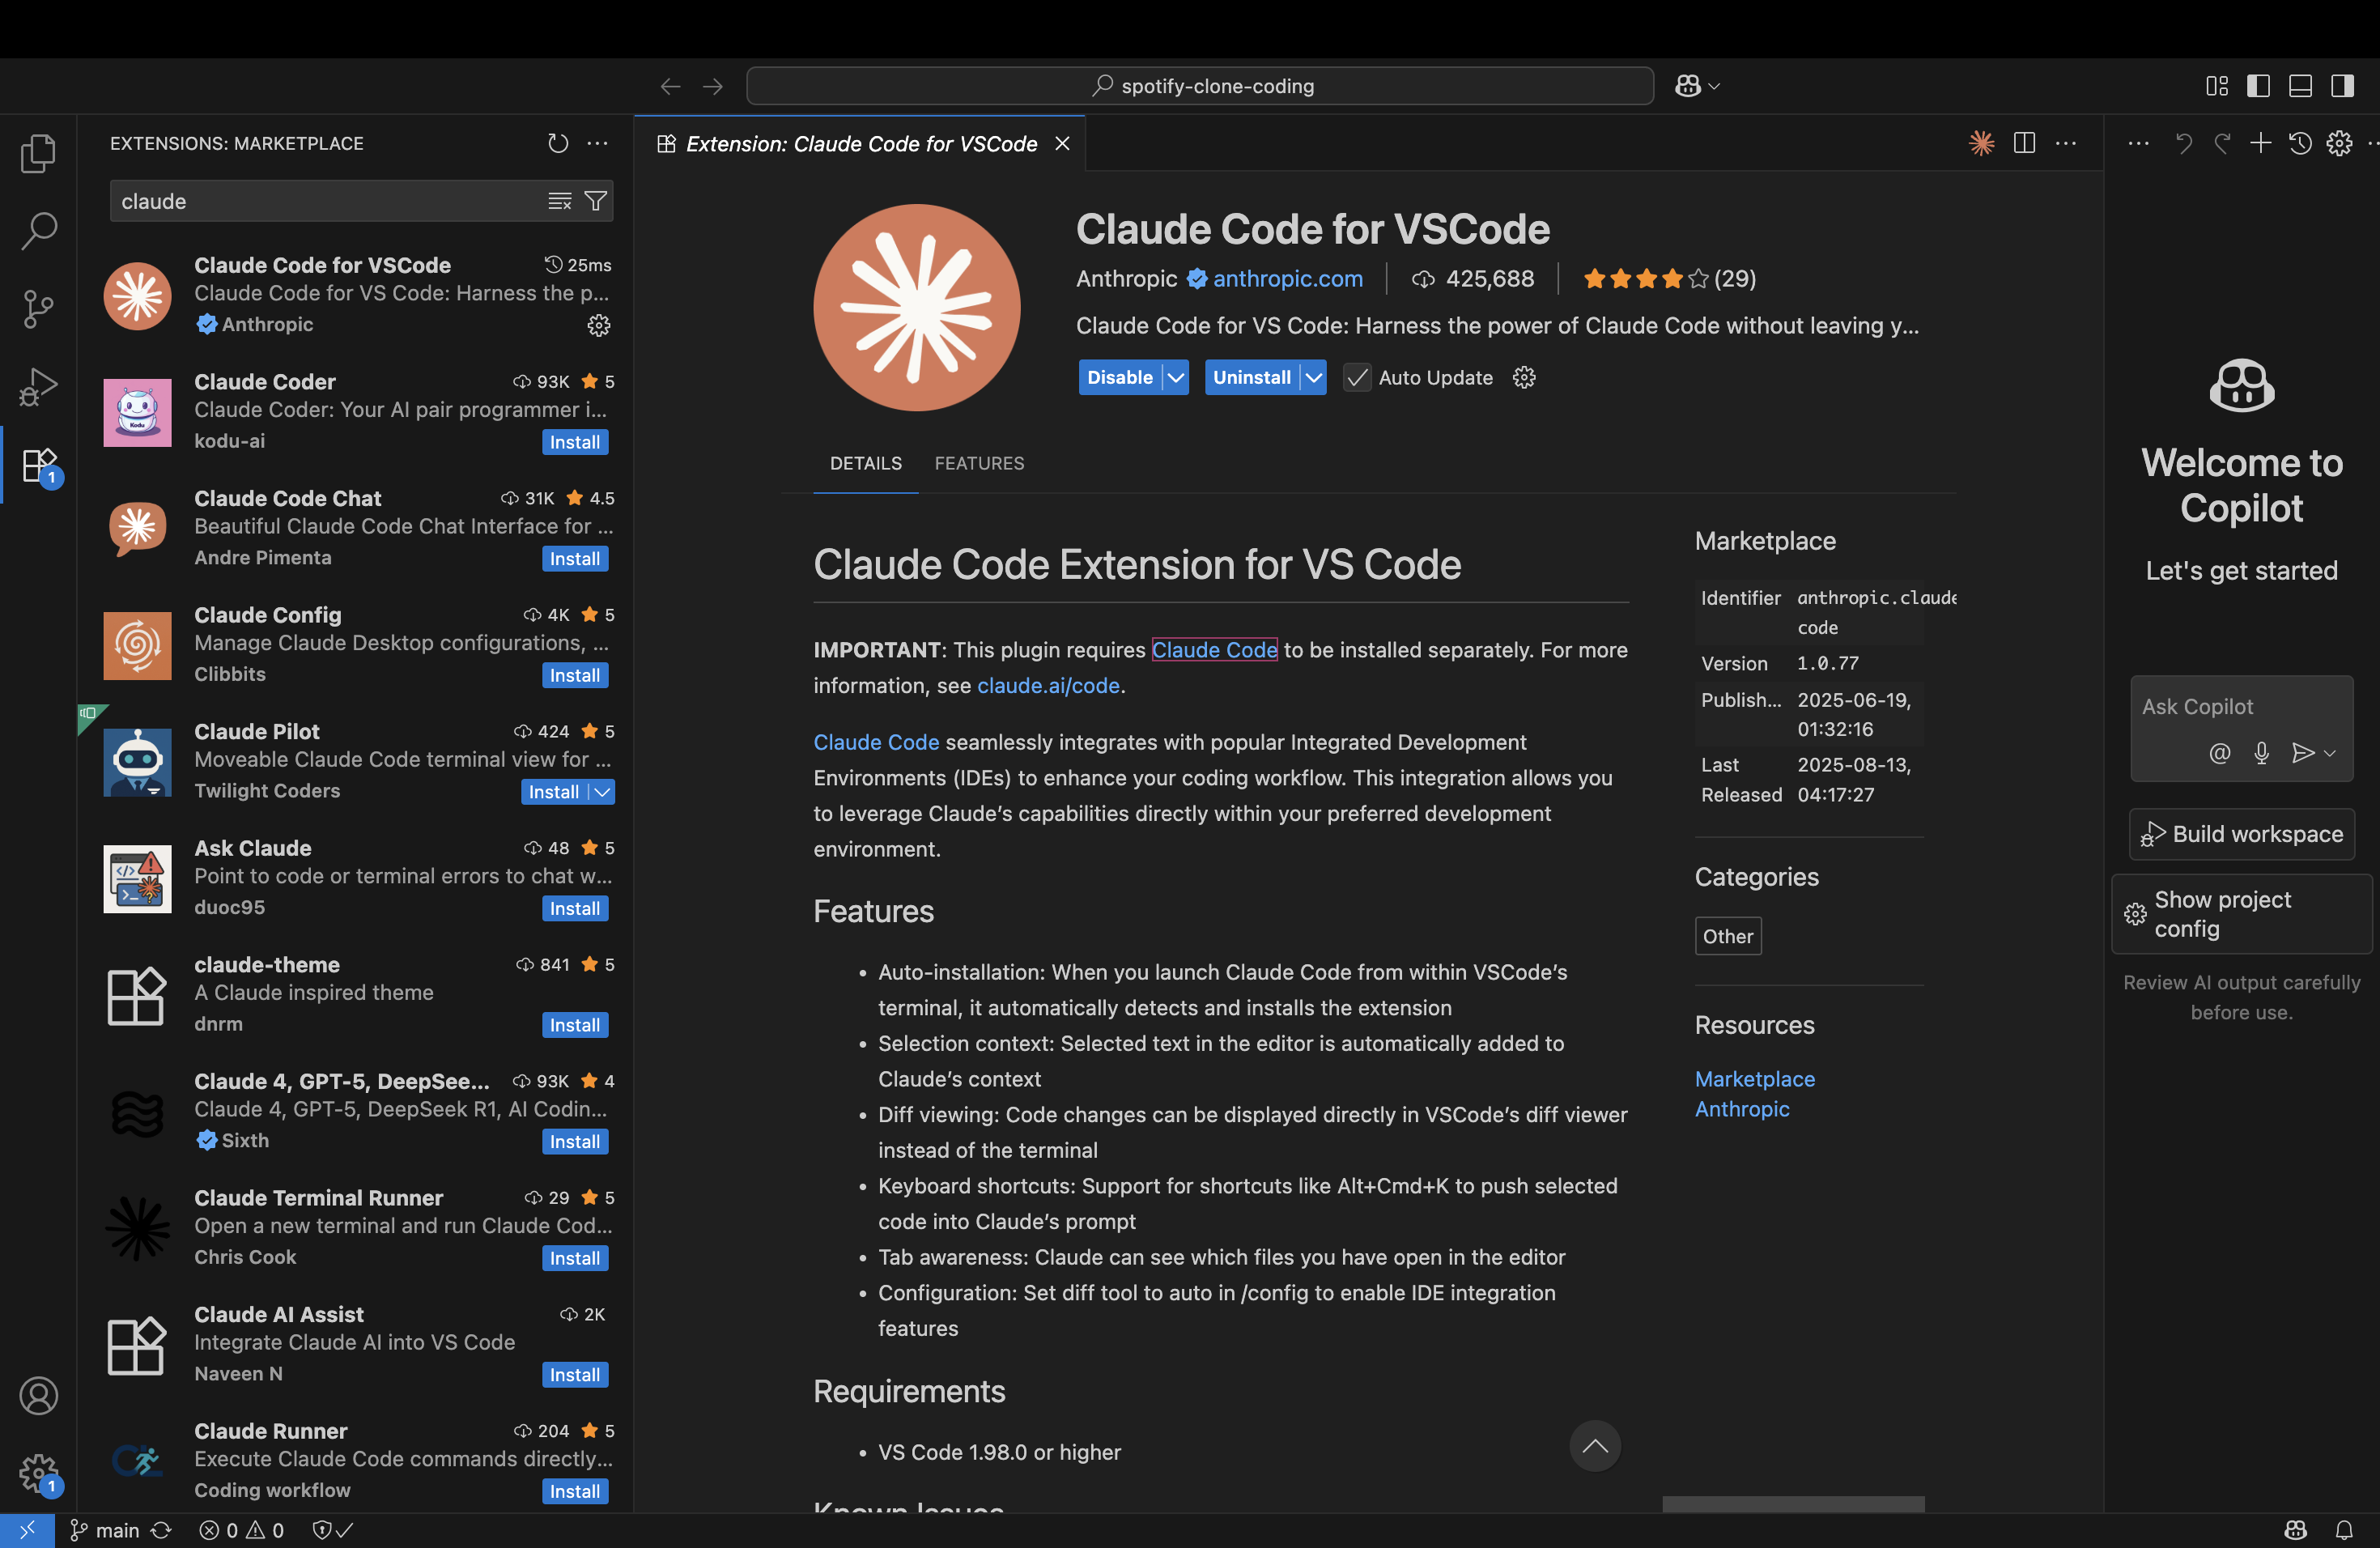 spotify-clone-coding
EXTENSIONS: MARKETPLACE
claude
Claude Code for VSCode 25ms
Claude Code for VS Code: Harness the p...
Anthropic
Claude Coder 93K 5
Claude Coder: Your AI pair programmer i...
kodu-ai Install
Kodu
Claude Code Chat 31K 4.5
Beautiful Claude Code Chat Interface for ...
Andre Pimenta Install
Claude Config 4K 5
Manage Claude Desktop configurations, ...
Clibbits Install
Claude Pilot 424 5
Moveable Claude Code terminal view for ...
Twilight Coders Install
Ask Claude 48 5
Point to code or terminal errors to chat w...
duoc95 Install
claude-theme 841 5
A Claude inspired theme
dnrm Install
Claude 4, GPT-5, DeepSee... 93K 4
Claude 4, GPT-5, DeepSeek R1, AI Codin...
Sixth Install
Claude Terminal Runner 29 5
Open a new terminal and run Claude Cod...
Chris Cook Install
Claude AI Assist 2K
Integrate Claude AI into VS Code
Naveen N Install
Claude Runner 204 5
Execute Claude Code commands directly...
Coding workflow Install
1
1
Extension: Claude Code for VSCode
Claude Code for VSCode
Anthropic anthropic.com 425,688 (29)
Claude Code for VS Code: Harness the power of Claude Code without leaving y...
Disable Uninstall Auto Update
DETAILS FEATURES
Claude Code Extension for VS Code
IMPORTANT: This plugin requires Claude Code to be installed separately. For more
information, see claude.ai/code.
Claude Code seamlessly integrates with popular Integrated Development
Environments (IDEs) to enhance your coding workflow. This integration allows you
to leverage Claude's capabilities directly within your preferred development
environment.
Features
• Auto-installation: When you launch Claude Code from within VSCode's
terminal, it automatically detects and installs the extension
• Selection context: Selected text in the editor is automatically added to
Claude's context
• Diff viewing: Code changes can be displayed directly in VSCode's diff viewer
instead of the terminal
• Keyboard shortcuts: Support for shortcuts like Alt+Cmd+K to push selected
code into Claude's prompt
• Tab awareness: Claude can see which files you have open in the editor
• Configuration: Set diff tool to auto in /config to enable IDE integration
features
Requirements
• VS Code 1.98.0 or higher
Known Issues
Marketplace
Identifier anthropic.claude
code
Version 1.0.77
Publish... 2025-06-19,
01:32:16
Last 2025-08-13,
Released 04:17:27
Categories
Other
Resources
Marketplace
Anthropic
Welcome to
Copilot
Let's get started
Ask Copilot
@
Build workspace
Show project
config
Review AI output carefully
before use.
main 0 0